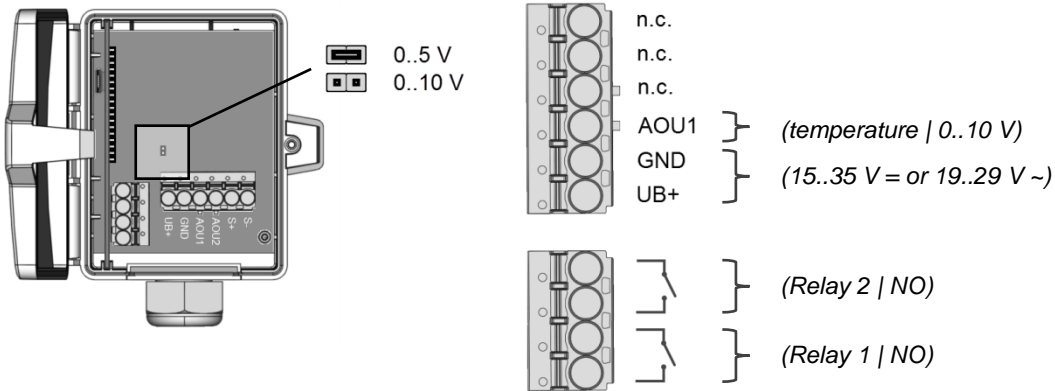 0..5 V
0..10 V
UB+
GND
AOU1
AOU2
S+
S-
n.c.
n.c.
n.c.
AOU1 (temperature | 0..10 V)
GND
UB+
(15..35 V = or 19..29 V ~)
(Relay 2 | NO)
(Relay 1 | NO)